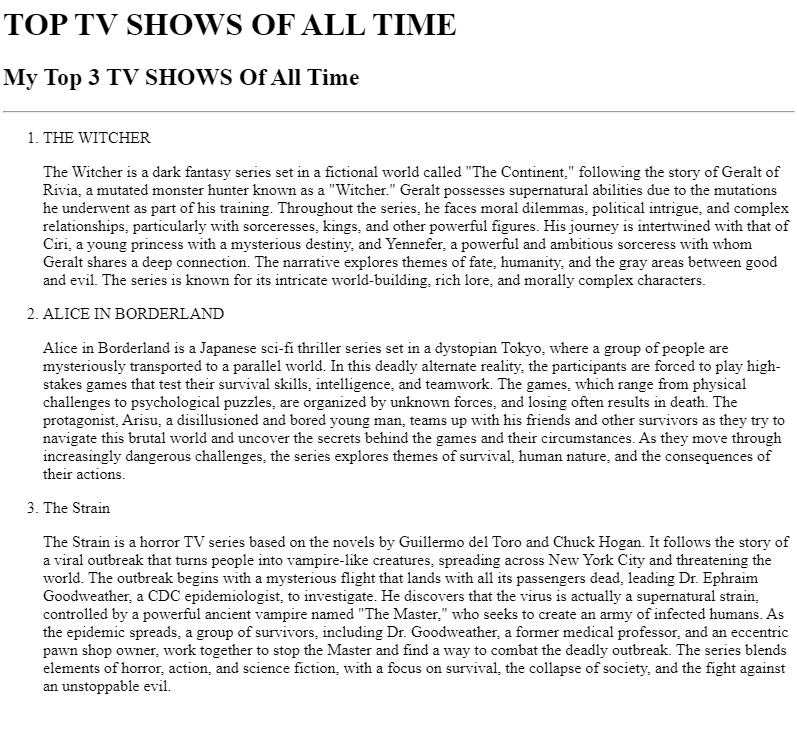 TOP TV SHOWS OF ALL TIME
My Top 3 TV SHOWS Of All Time
1. THE WITCHER
The Witcher is a dark fantasy series set in a fictional world called "The Continent," following the story of Geralt of
Rivia, a mutated monster hunter known as a "Witcher." Geralt possesses supernatural abilities due to the mutations
he underwent as part of his training. Throughout the series, he faces moral dilemmas, political intrigue, and complex
relationships, particularly with sorceresses, kings, and other powerful figures. His journey is intertwined with that of
Ciri, a young princess with a mysterious destiny, and Yennefer, a powerful and ambitious sorceress with whom
Geralt shares a deep connection. The narrative explores themes of fate, humanity, and the gray areas between good
and evil. The series is known for its intricate world-building, rich lore, and morally complex characters.
2. ALICE IN BORDERLAND
Alice in Borderland is a Japanese sci-fi thriller series set in a dystopian Tokyo, where a group of people are
mysteriously transported to a parallel world. In this deadly alternate reality, the participants are forced to play high-
stakes games that test their survival skills, intelligence, and teamwork. The games, which range from physical
challenges to psychological puzzles, are organized by unknown forces, and losing often results in death. The
protagonist, Arisu, a disillusioned and bored young man, teams up with his friends and other survivors as they try to
navigate this brutal world and uncover the secrets behind the games and their circumstances. As they move through
increasingly dangerous challenges, the series explores themes of survival, human nature, and the consequences of
their actions.
3. The Strain
The Strain is a horror TV series based on the novels by Guillermo del Toro and Chuck Hogan. It follows the story of
a viral outbreak that turns people into vampire-like creatures, spreading across New York City and threatening the
world. The outbreak begins with a mysterious flight that lands with all its passengers dead, leading Dr. Ephraim
Goodweather, a CDC epidemiologist, to investigate. He discovers that the virus is actually a supernatural strain,
controlled by a powerful ancient vampire named "The Master," who seeks to create an army of infected humans. As
the epidemic spreads, a group of survivors, including Dr. Goodweather, a former medical professor, and an eccentric
pawn shop owner, work together to stop the Master and find a way to combat the deadly outbreak. The series blends
elements of horror, action, and science fiction, with a focus on survival, the collapse of society, and the fight against
an unstoppable evil.